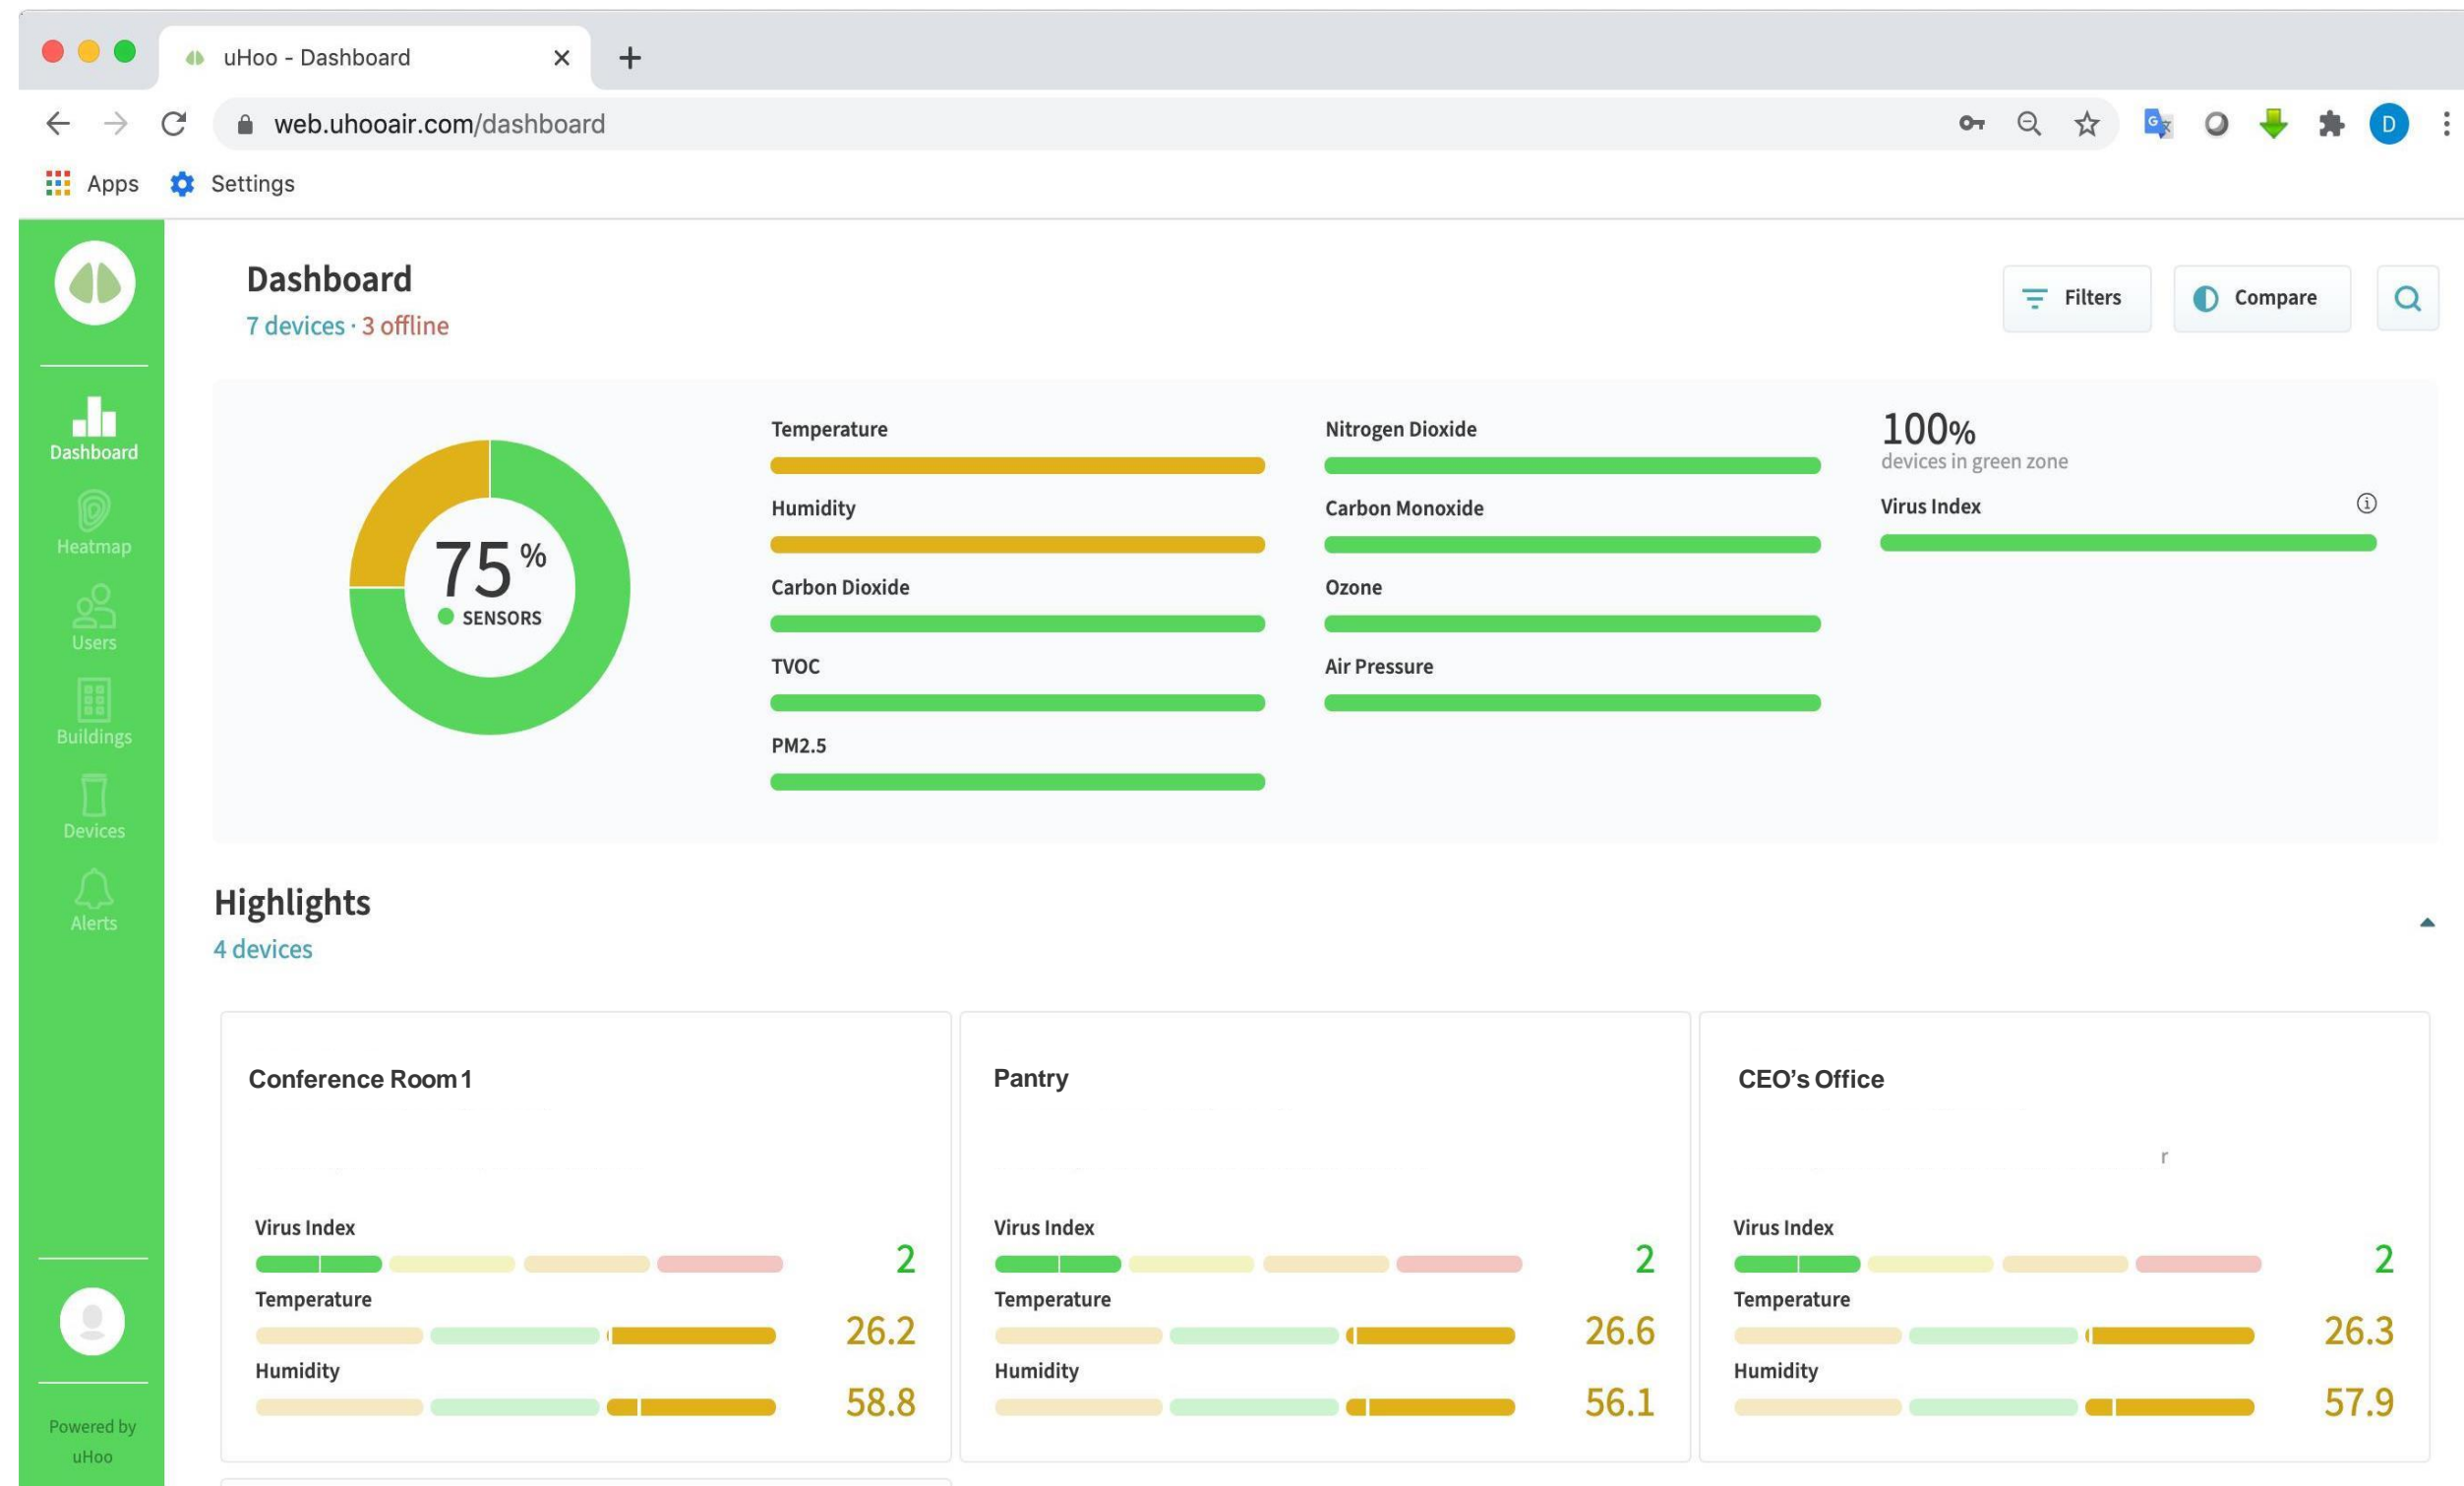 uHoo - Dashboard
web.uhooair.com/dashboard
D
Apps Settings
Dashboard
7 devices · 3 offline
Filters
Compare
Dashboard
Heatmap
Users
Buildings
Devices
Alerts
Powered by
uHoo
75%
SENSORS
Temperature
Humidity
Carbon Dioxide
TVOC
PM2.5
Nitrogen Dioxide
Carbon Monoxide
Ozone
Air Pressure
100%
devices in green zone
Virus Index
Highlights
4 devices
Conference Room 1
Virus Index
2
Temperature
26.2
Humidity
58.8
Pantry
Virus Index
2
Temperature
26.6
Humidity
56.1
CEO’s Office
r
Virus Index
2
Temperature
26.3
Humidity
57.9